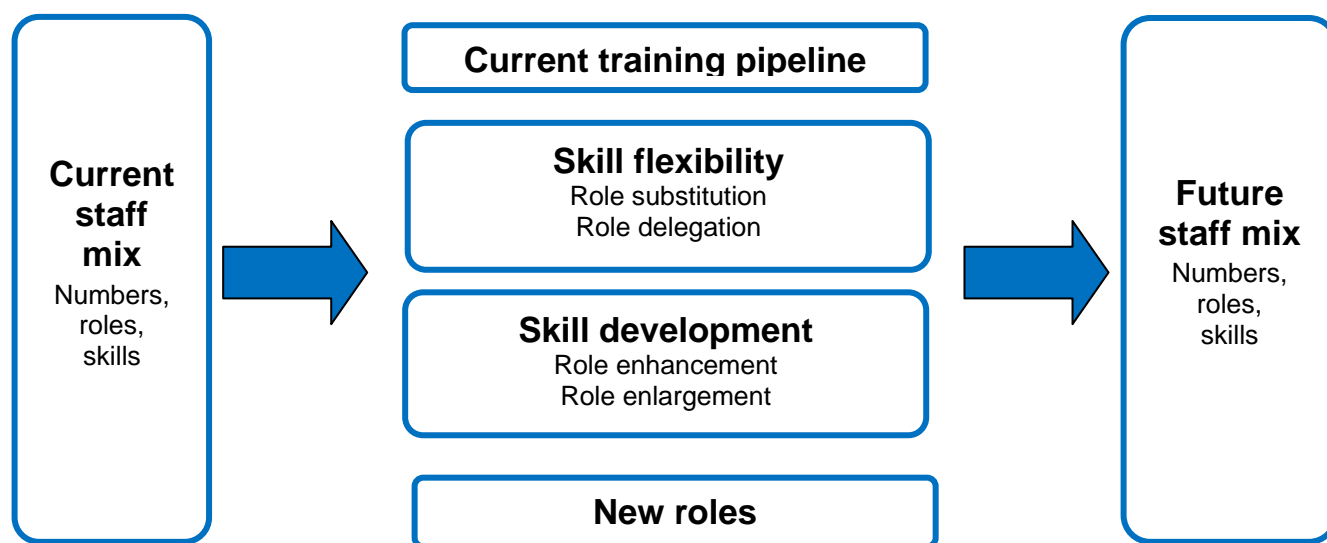 Current
staff
mix
Numbers,
roles,
skills
Current training pipeline
Skill flexibility
Role substitution
Role delegation
Skill development
Role enhancement
Role enlargement
New roles
Future
staff mix
Numbers,
roles,
skills